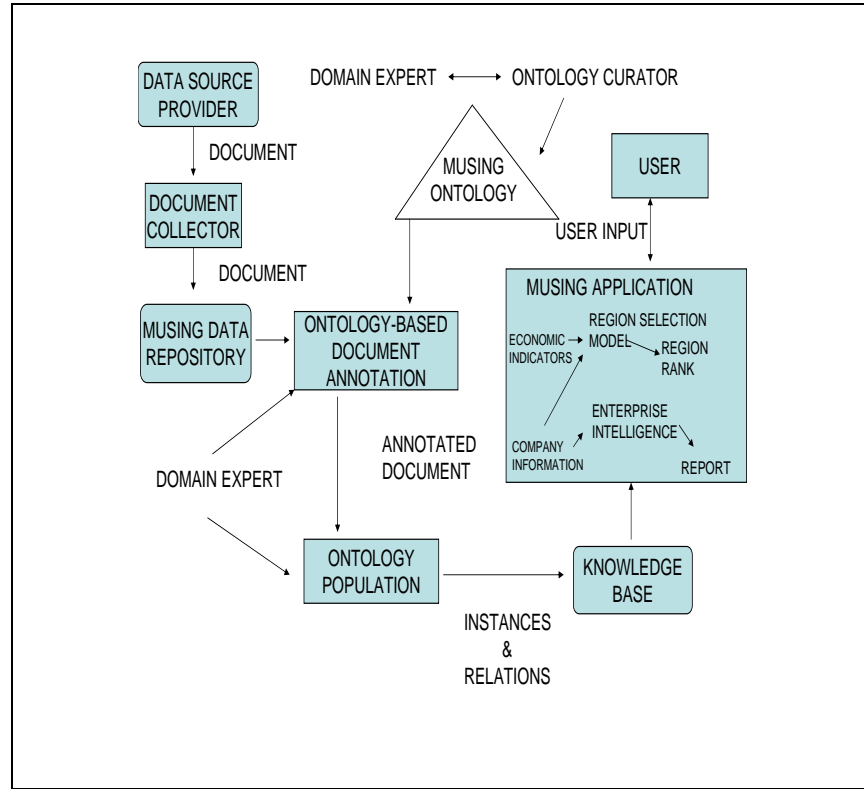 DATA SOURCE
PROVIDER
DOMAIN EXPERT
ONTOLOGY CURATOR
DOCUMENT
MUSING
ONTOLOGY
USER
DOCUMENT
COLLECTOR
USER INPUT
DOCUMENT
MUSING DATA
REPOSITORY
ONTOLOGY-BASED
DOCUMENT
ANNOTATION
MUSING APPLICATION
ECONOMIC
INDICATORS
REGION SELECTION
MODEL
REGION
RANK
COMPANY
INFORMATION
ENTERPRISE
INTELLIGENCE
REPORT
ANNOTATED
DOCUMENT
DOMAIN EXPERT
ONTOLOGY
POPULATION
KNOWLEDGE
BASE
INSTANCES
&
RELATIONS